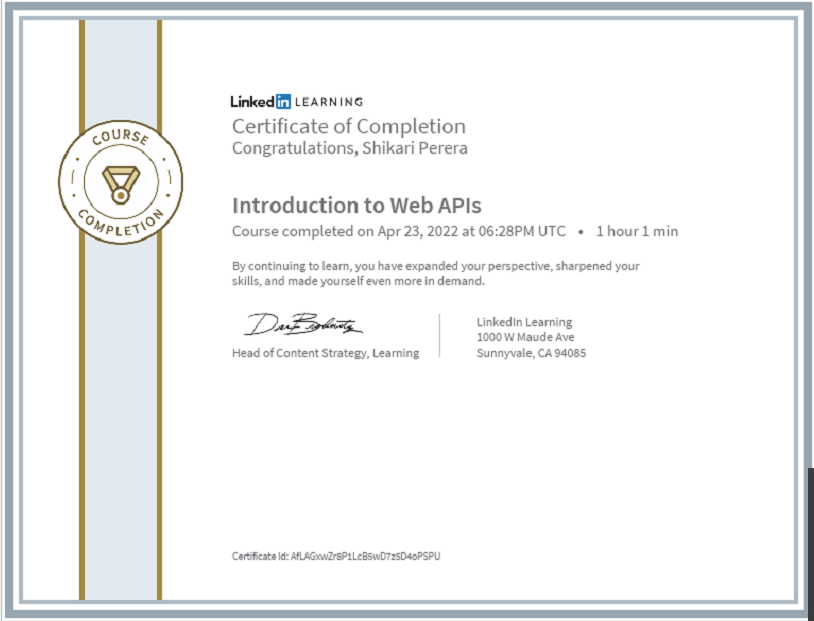 COURSE
COMPLETION
Linked in LEARNING
Certificate of Completion
Congratulations, Shikari Perera
Introduction to Web APIs
Course completed on Apr 23, 2022 at 06:28PM UTC • 1 hour 1 min
By continuing to learn, you have expanded your perspective, sharpened your
skills, and made yourself even more in demand.
Head of Content Strategy, Learning
LinkedIn Learning
1000 W Maude Ave
Sunnyvale, CA 94085
Certificate Id: AfLAGxwZr8P1LcB6wD7z5D4oPSPU